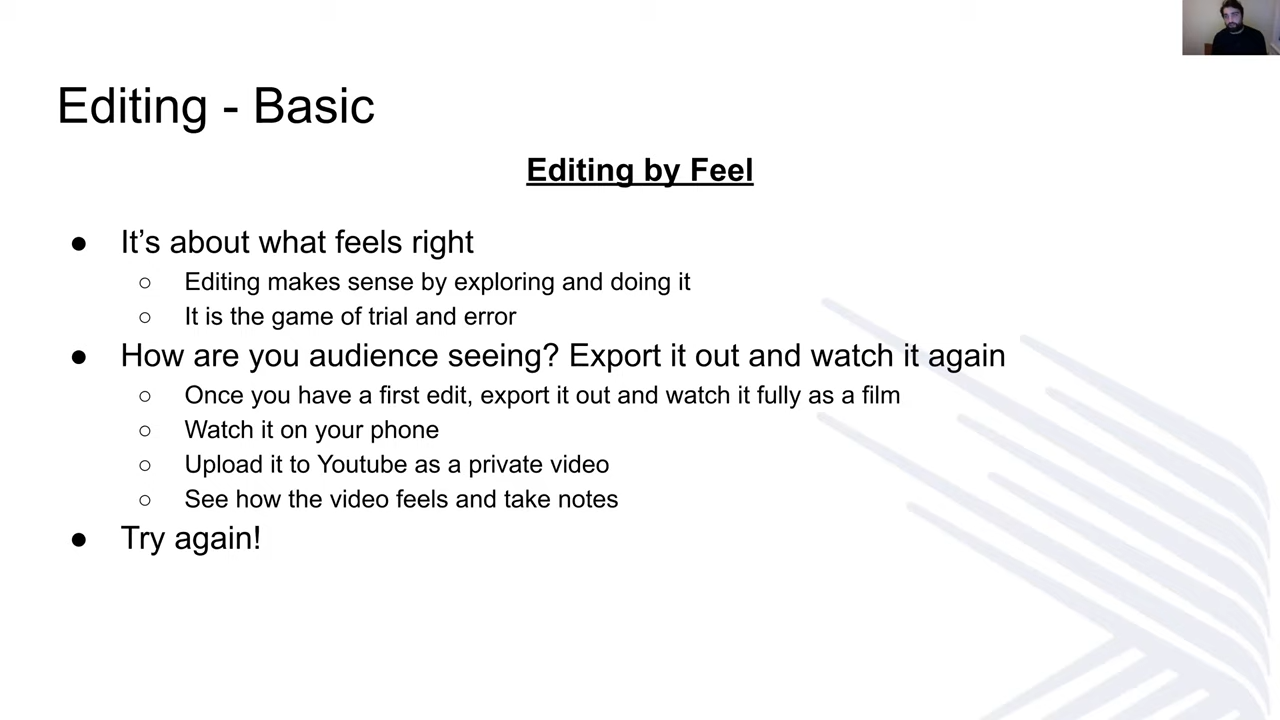 Editing - Basic
Editing by Feel
● It’s about what feels right
○ Editing makes sense by exploring and doing it
○ It is the game of trial and error
● How are you audience seeing? Export it out and watch it again
○ Once you have a first edit, export it out and watch it fully as a film
○ Watch it on your phone
○ Upload it to Youtube as a private video
○ See how the video feels and take notes
● Try again!